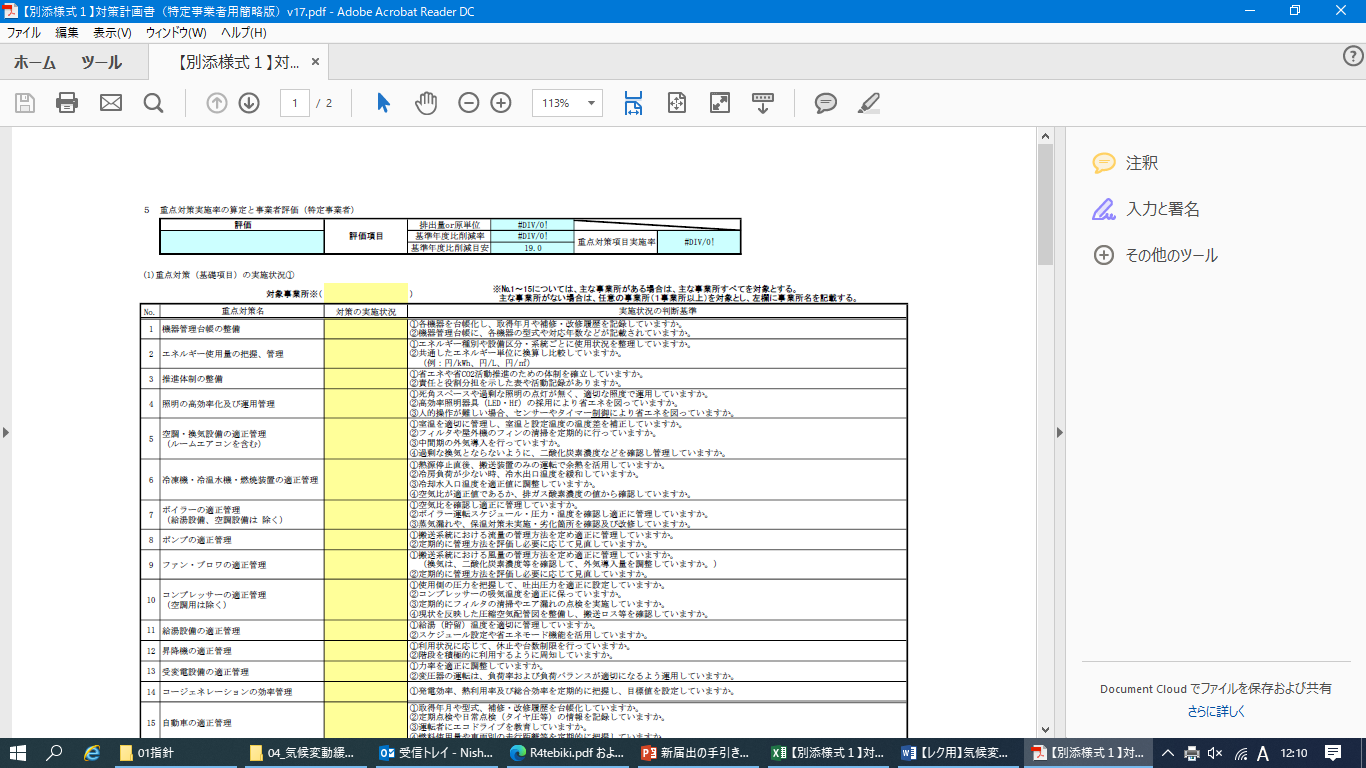 【別添様式１】対策計画書（特定事業者用簡略版）v17.pdf - Adobe Acrobat Reader DC
ファイル 編集 表示(V) ウィンドウ(W) ヘルプ(H)
ホーム ツール 【別添様式１】対... ×
1 / 2 113%
注釈
入力と署名
その他のツール
５ 重点対策実施率の算定と事業者評価（特定事業者）
評価 評価項目 排出量or原単位 #DIV/0!
基準年度比削減率 #DIV/0! 重点対策項目実施率 #DIV/0!
基準年度比削減目安 19.0
(1)重点対策（基礎項目）の実施状況①
対象事業所※( )
※No.1～15については、主な事業所がある場合は、主な事業所すべてを対象とする。
主な事業所がない場合は、任意の事業所(１事業所以上)を対象とし、左欄に事業所名を記載する。
No. 重点対策名 対策の実施状況 実施状況の判断基準
1 機器管理台帳の整備
①各機器を台帳化し、取得年月や補修・改修履歴を記録していますか。
②機器管理台帳に、各機器の型式や対応年数などが記載されていますか。
2 エネルギー使用量の把握、管理
①エネルギー種別や設備区分・系統ごとに使用状況を整理していますか。
②共通したエネルギー単位に換算し比較していますか。
（例：円/kWh、円/L、円/㎥）
3 推進体制の整備
①省エネや省CO2活動推進のための体制を確立していますか。
②責任と役割分担を示した表や活動記録がありますか。
4 照明の高効率化及び運用管理
①死角スペースや過剰な照明の点灯が無く、適切な照度で運用していますか。
②高効率照明器具（LED・Hf）の採用により省エネを図っていますか。
③人的操作が難しい場合、センサーやタイマー制御により省エネを図っていますか。
5 空調・換気設備の適正管理
（ルームエアコンを含む）
①室温を適切に管理し、室温と設定温度の温度差を補正していますか。
②フィルタや屋外機のフィンの清掃を定期的に行っていますか。
③中間期の外気導入を行っていますか。
④過剰な換気とならないように、二酸化炭素濃度などを確認し管理していますか。
6 冷凍機・冷温水機・燃焼装置の適正管理
①熱源停止直後、搬送装置のみの運転で余熱を活用していますか。
②冷房負荷が少ない時、冷水出口温度を緩和していますか。
③冷却水入口温度を適正値に調整していますか。
④空気比が適正値であるか、排ガス酸素濃度の値から確認していますか。
7 ボイラーの適正管理
（給湯設備、空調設備は 除く）
①空気比を確認し適正に管理していますか。
②ボイラー運転スケジュール・圧力・温度を確認し適正に管理していますか。
③蒸気漏れや、保温対策未実施・劣化箇所を確認及び改修していますか。
8 ポンプの適正管理
①搬送系統における流量の管理方法を定め適正に管理していますか。
②定期的に管理方法を評価し必要に応じて見直していますか。
9 ファン・ブロワの適正管理
①搬送系統における風量の管理方法を定め適正に管理していますか。
（換気は、二酸化炭素濃度等を確認して、外気導入量を調整していますか。）
②定期的に管理方法を評価し必要に応じて見直していますか。
10 コンプレッサーの適正管理
（空調用は除く）
①使用側の圧力を把握して、吐出圧力を適正に設定していますか。
②コンプレッサーの吸気温度を適正に保っていますか。
③定期的にフィルタの清掃やエア漏れの点検を実施していますか。
④現状を反映した圧縮空気配管図を整備し、搬送ロス等を確認していますか。
11 給湯設備の適正管理
①給湯（貯留）温度を適切に管理していますか。
②スケジュール設定や省エネモード機能を活用していますか。
12 昇降機の適正管理
①利用状況に応じて、休止や台数制限を行っていますか。
②階段を積極的に利用するように周知していますか。
13 受変電設備の適正管理
①力率を適正に調整していますか。
②変圧器の運転は、負荷率および負荷バランスが適切になるよう運用していますか。
14 コージェネレーションの効率管理
①発電効率、熱利用率及び総合効率を定期的に把握し、目標値を設定していますか。
15 自動車の適正管理
①取得年月や型式、補修・改修履歴を台帳化していますか。
②定期点検や日常点検（タイヤ圧等）の情報を記録していますか。
③運転者にエコドライブを教育していますか。
④燃料使用量や車両別の走行距離等を定期的に把握していますか。
Document Cloud でファイルを保存および共有
さらに詳しく
01指針 04_気候変動緩... 受信トレイ - Nish... R4tebiki.pdf およ... 新届出の手引き... 【別添様式１】対... 【レク用】気候変... 【別添様式１】対... A 12:10